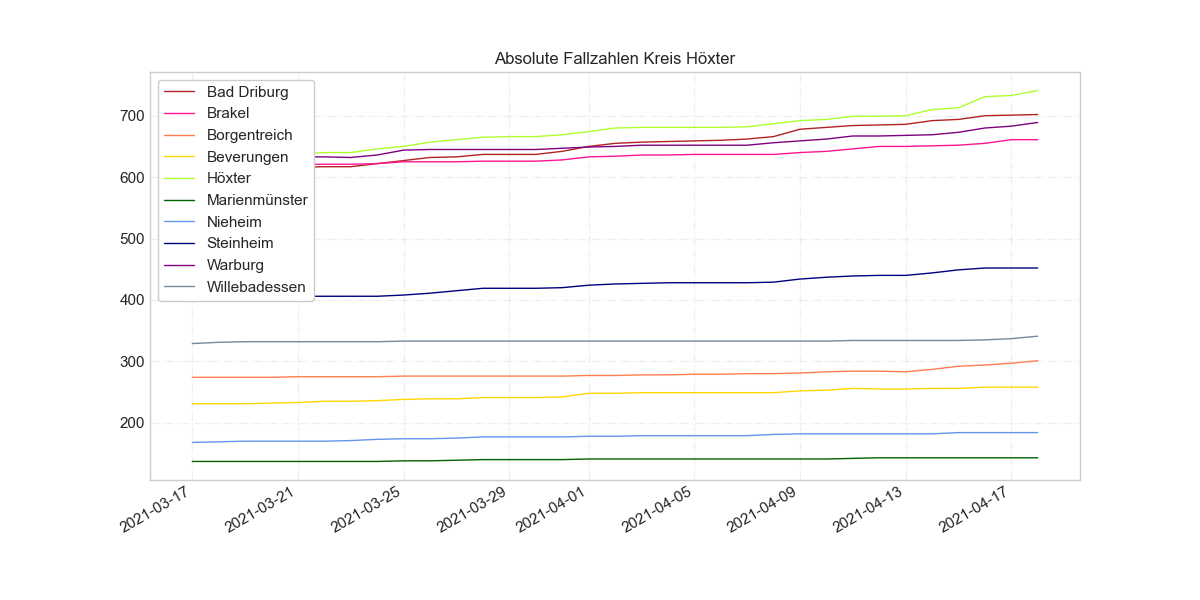 Absolute Fallzahlen Kreis Höxter
Bad Driburg
Brakel
Borgentreich
Beverungen
Höxter
Marienmünster
Nieheim
Steinheim
Warburg
Willebadessen
700
600
500
400
300
200
2021-03-17
2021-03-21
2021-03-25
2021-03-29
2021-04-01
2021-04-05
2021-04-09
2021-04-13
2021-04-17